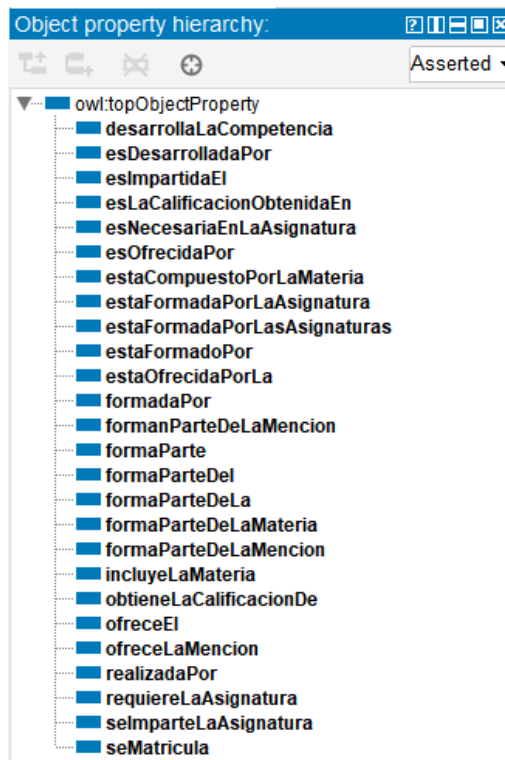 Object property hierarchy:
Asserted
owl:topObjectProperty
desarrollaLaCompetencia
esDesarrolladaPor
esImpartidaEl
esLaCalificacionObtenidaEn
esNecesariaEnLaAsignatura
esOfrecidaPor
estaCompuestoPorLaMateria
estaFormadaPorLaAsignatura
estaFormadaPorLasAsignaturas
estaFormadoPor
estaOfrecidaPorLa
formadaPor
formanParteDeLaMencion
formaParte
formaParteDel
formaParteDeLa
formaParteDeLaMateria
formaParteDeLaMencion
incluyeLaMateria
obtieneLaCalificacionDe
ofreceEl
ofreceLaMencion
realizadaPor
requiereLaAsignatura
seImparteLaAsignatura
seMatricula